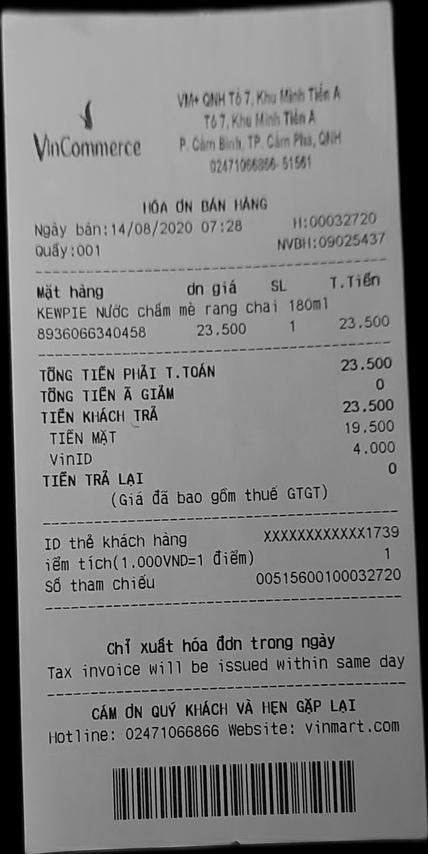 VinCommerce
VM+ QNH Tổ 7, Khu Minh Tiến A
Tổ 7, Khu Minh Tiến A
P. Cẩm Bình, TP. Cẩm Phả, QNH
02471066866-51561
HÓA ƠN BÁN HÀNG
Ngày bán:14/08/2020 07:28 H:00032720
Quầy:001 NVBH:09025437
Mặt hàng ơn giá SL T.Tiền
KEWPIE Nước chấm mè rang chai 180ml
8936066340458 23.500 1 23.500
TỔNG TIỀN PHẢI T.TOÁN 23.500
TỔNG TIỀN Ã GIẢM 0
TIỀN KHÁCH TRẢ 23.500
TIỀN MẶT 19.500
VinID 4.000
TIỀN TRẢ LẠI 0
(Giá đã bao gồm thuế GTGT)
ID thẻ khách hàng XXXXXXXXXXXX1739
iểm tích(1.000VND=1 điểm) 1
Số tham chiếu 00515600100032720
Chỉ xuất hóa đơn trong ngày
Tax invoice will be issued within same day
CẢM ƠN QUÝ KHÁCH VÀ HẸN GẶP LẠI
Hotline: 02471066866 Website: vinmart.com